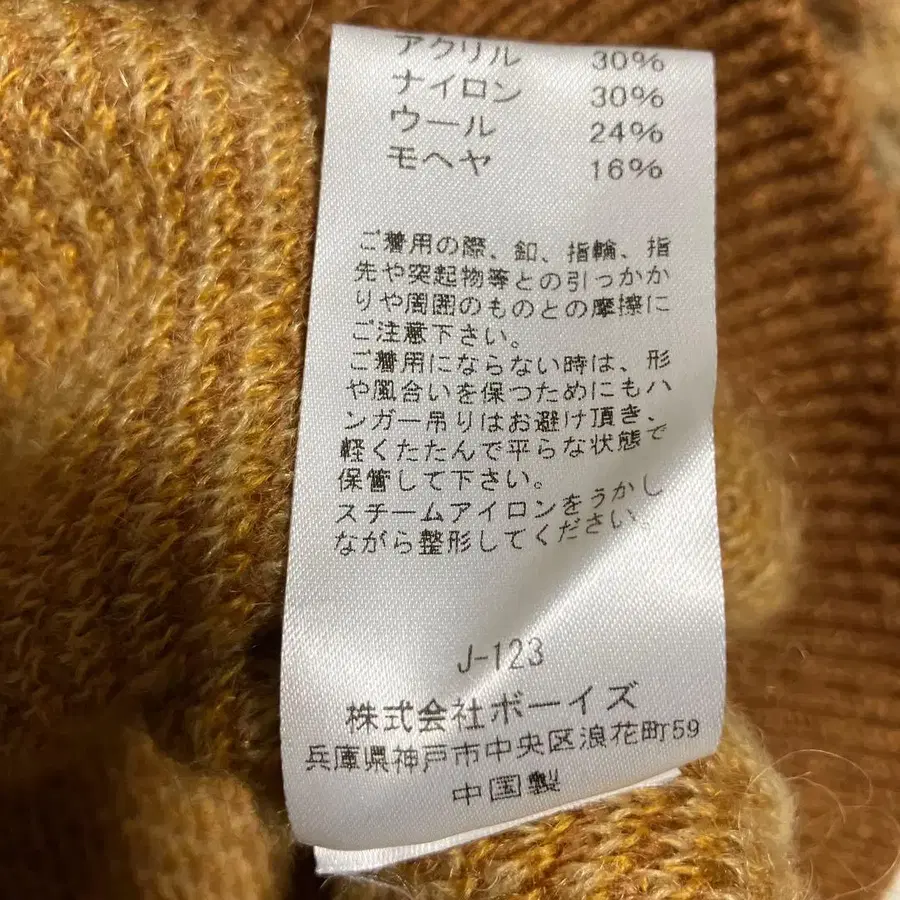 アクリル 30%
ナイロン 30%
ウール 24%
モヘヤ 16%
ご着用の際、釦、指輪、指
先や突起物等との引っかか
りや周囲のものとの摩擦に
ご注意下さい。
ご着用にならない時は、形
や風合いを保つためにもハ
ンガー吊りはお避け頂き、
軽くたたんで平らな状態で
保管して下さい。
スチームアイロンをうかし
ながら整形してください。
J-123
株式会社ボーイズ
兵庫県神戸市中央区浪花町59
中国製